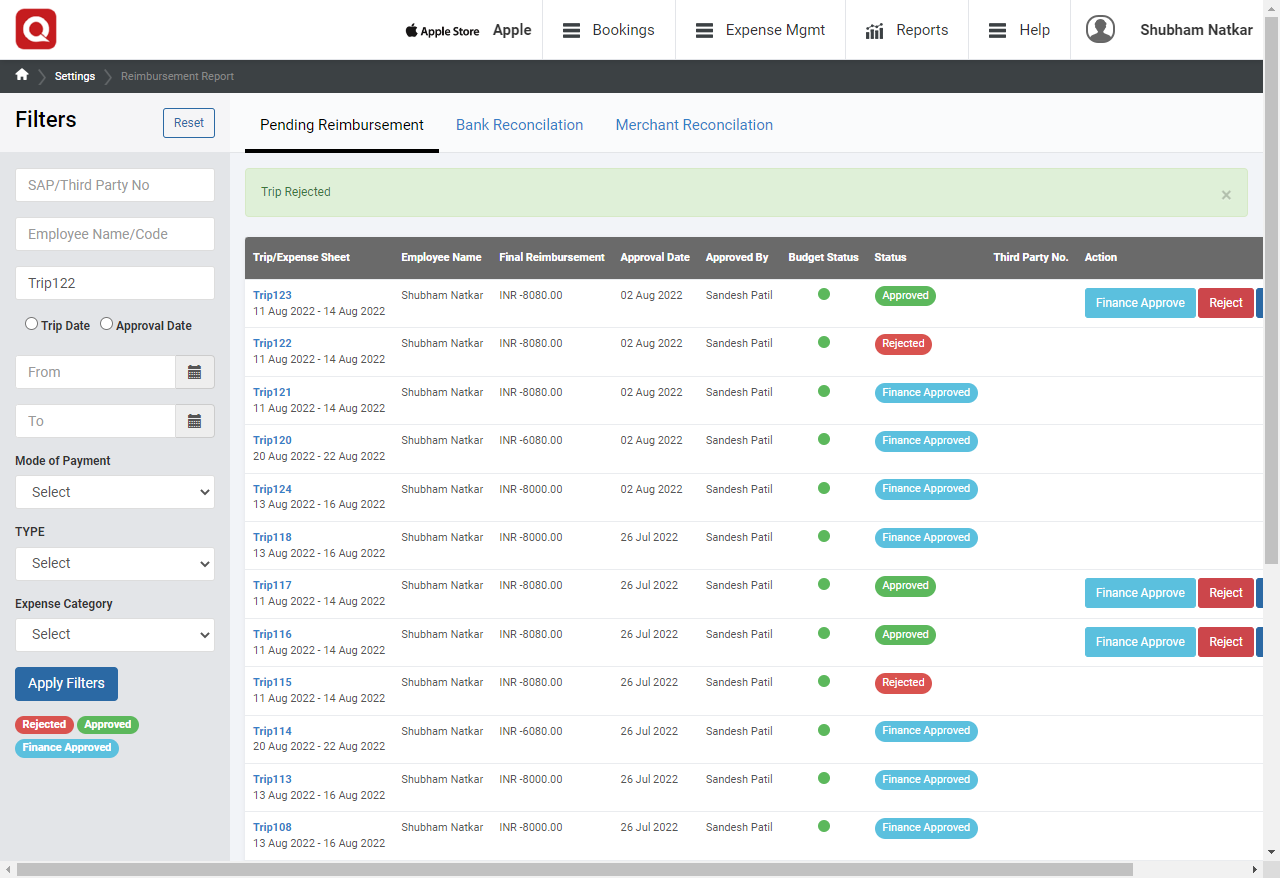 Apple Store Apple Bookings Expense Mgmt Reports Help Shubham Natkar
Settings Reimbursement Report
Filters Reset
SAP/Third Party No
Employee Name/Code
Trip122
Trip Date Approval Date
From
To
Mode of Payment
Select
TYPE
Select
Expense Category
Select
Apply Filters
Rejected Approved
Finance Approved
Pending Reimbursement Bank Reconcilation Merchant Reconcilation
Trip Rejected ×
Trip/Expense Sheet Employee Name Final Reimbursement Approval Date Approved By Budget Status Status Third Party No. Action
Trip123 Shubham Natkar INR -8080.00 02 Aug 2022 Sandesh Patil Approved Finance Approve Reject
11 Aug 2022 - 14 Aug 2022
Trip122 Shubham Natkar INR -8080.00 02 Aug 2022 Sandesh Patil Rejected
11 Aug 2022 - 14 Aug 2022
Trip121 Shubham Natkar INR -8080.00 02 Aug 2022 Sandesh Patil Finance Approved
11 Aug 2022 - 14 Aug 2022
Trip120 Shubham Natkar INR -6080.00 02 Aug 2022 Sandesh Patil Finance Approved
20 Aug 2022 - 22 Aug 2022
Trip124 Shubham Natkar INR -8000.00 02 Aug 2022 Sandesh Patil Finance Approved
13 Aug 2022 - 16 Aug 2022
Trip118 Shubham Natkar INR -8000.00 26 Jul 2022 Sandesh Patil Finance Approved
13 Aug 2022 - 16 Aug 2022
Trip117 Shubham Natkar INR -8080.00 26 Jul 2022 Sandesh Patil Approved Finance Approve Reject
11 Aug 2022 - 14 Aug 2022
Trip116 Shubham Natkar INR -8080.00 26 Jul 2022 Sandesh Patil Approved Finance Approve Reject
11 Aug 2022 - 14 Aug 2022
Trip115 Shubham Natkar INR -8080.00 26 Jul 2022 Sandesh Patil Rejected
11 Aug 2022 - 14 Aug 2022
Trip114 Shubham Natkar INR -6080.00 26 Jul 2022 Sandesh Patil Finance Approved
20 Aug 2022 - 22 Aug 2022
Trip113 Shubham Natkar INR -8000.00 26 Jul 2022 Sandesh Patil Finance Approved
13 Aug 2022 - 16 Aug 2022
Trip108 Shubham Natkar INR -8000.00 26 Jul 2022 Sandesh Patil Finance Approved
13 Aug 2022 - 16 Aug 2022